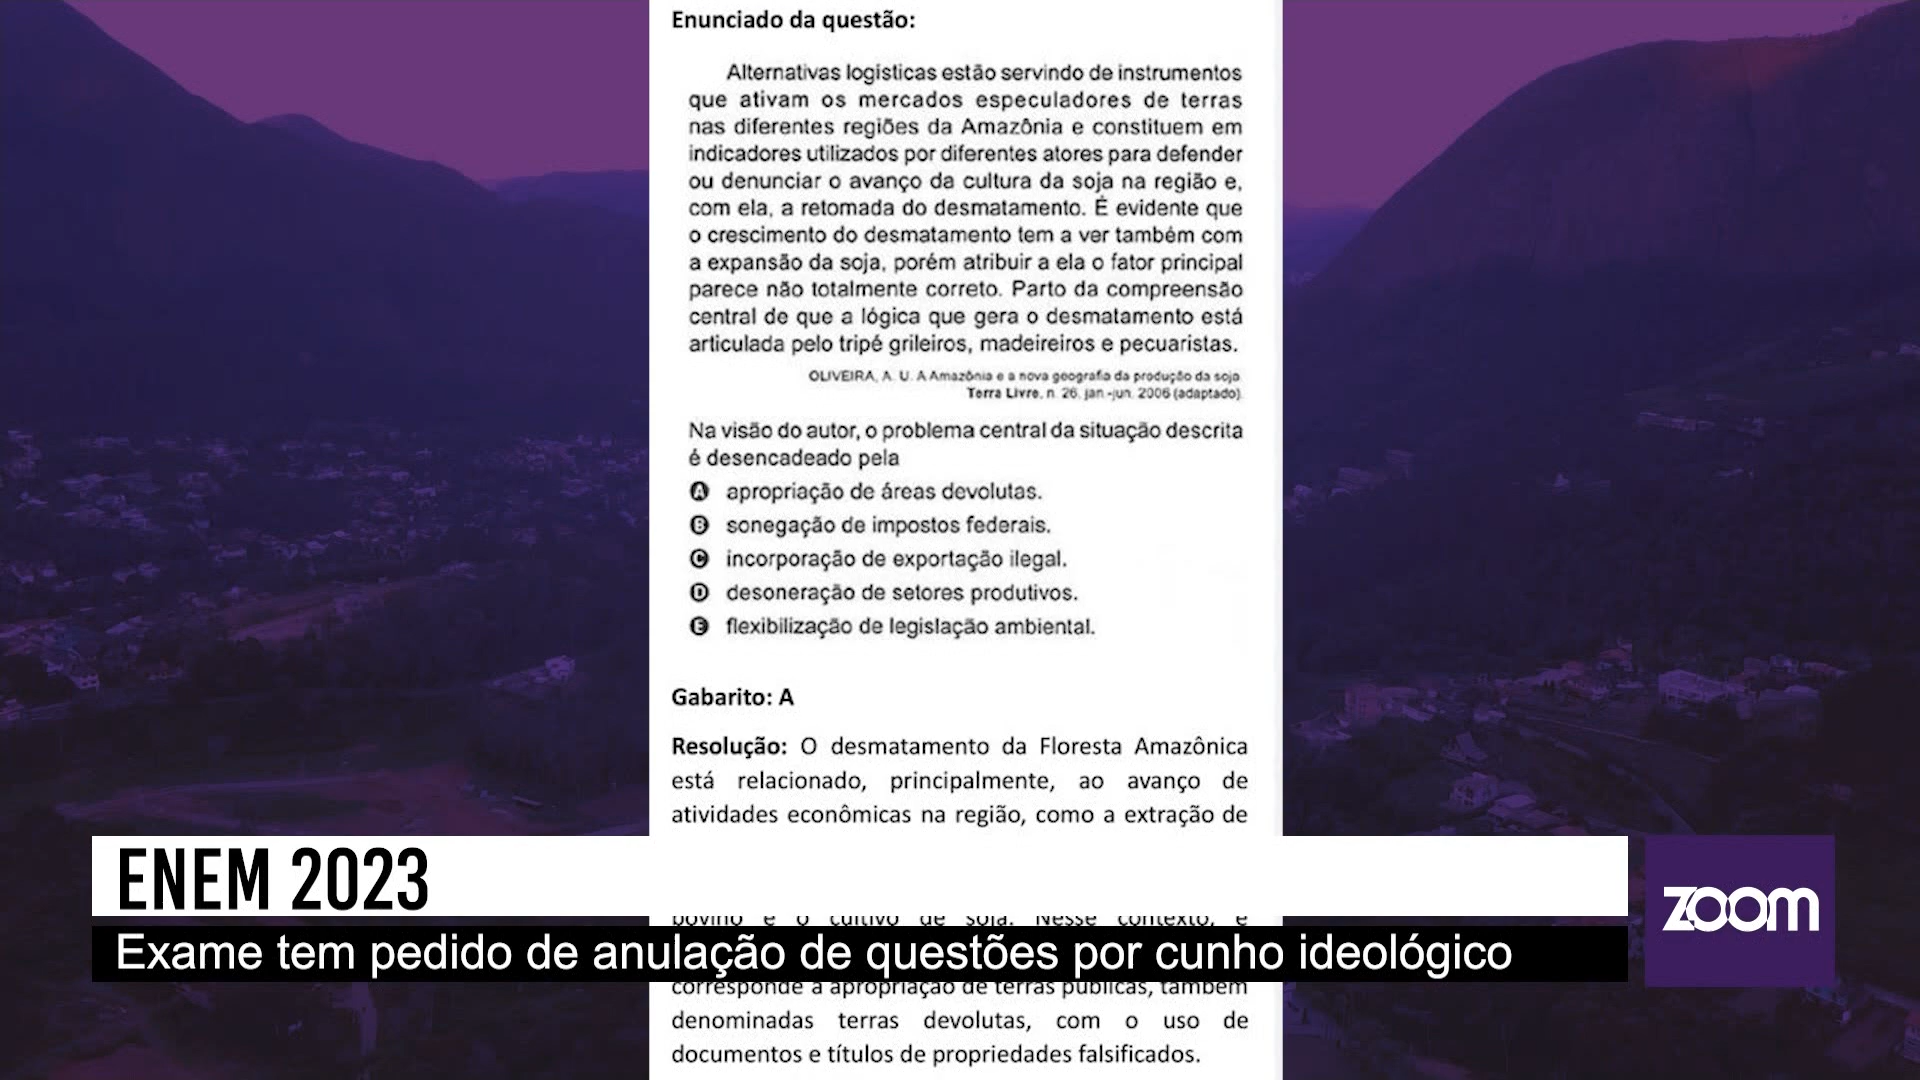 Enunciado da questão:
Alternativas logísticas estão servindo de instrumentos
que ativam os mercados especuladores de terras
nas diferentes regiões da Amazônia e constituem em
indicadores utilizados por diferentes atores para defender
ou denunciar o avanço da cultura da soja na região e,
com ela, a retomada do desmatamento. É evidente que
o crescimento do desmatamento tem a ver também com
a expansão da soja, porém atribuir a ela o fator principal
parece não totalmente correto. Parto da compreensão
central de que a lógica que gera o desmatamento está
articulada pelo tripé grileiros, madeireiros e pecuaristas.
OLIVEIRA, A. U. A Amazônia e a nova geografia da produção da soja.
Terra Livre, n. 26, jan.-jun. 2006 (adaptado).
Na visão do autor, o problema central da situação descrita
é desencadeado pela
A apropriação de áreas devolutas.
B sonegação de impostos federais.
C incorporação de exportação ilegal.
D desoneração de setores produtivos.
E flexibilização de legislação ambiental.
Gabarito: A
Resolução: O desmatamento da Floresta Amazônica
está relacionado, principalmente, ao avanço de
atividades econômicas na região, como a extração de
ENEM 2023
bovino e o cultivo de soja. Nesse contexto, é
Exame tem pedido de anulação de questões por cunho ideológico
zoom
corresponde à apropriação de terras públicas, também
denominadas terras devolutas, com o uso de
documentos e títulos de propriedades falsificados.